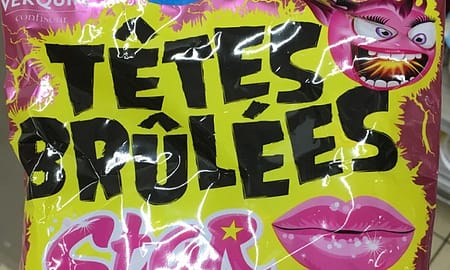 VERQUIN
confiseur
TÊTES
BRÛLÉES